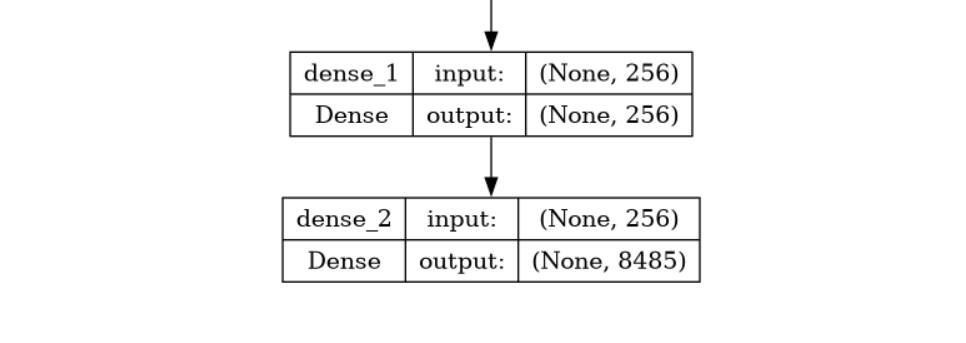 dense_1 input: (None, 256)
Dense output: (None, 256)
dense_2 input: (None, 256)
Dense output: (None, 8485)